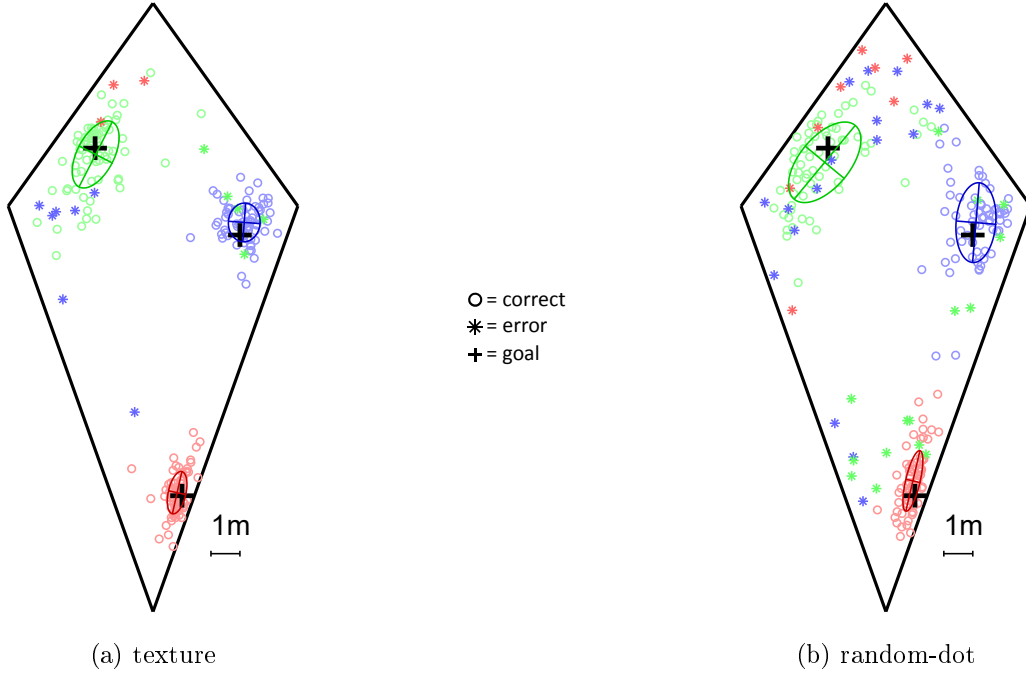 ○ = correct
✳ = error
+ = goal
1m
1m
(a) texture
(b) random-dot